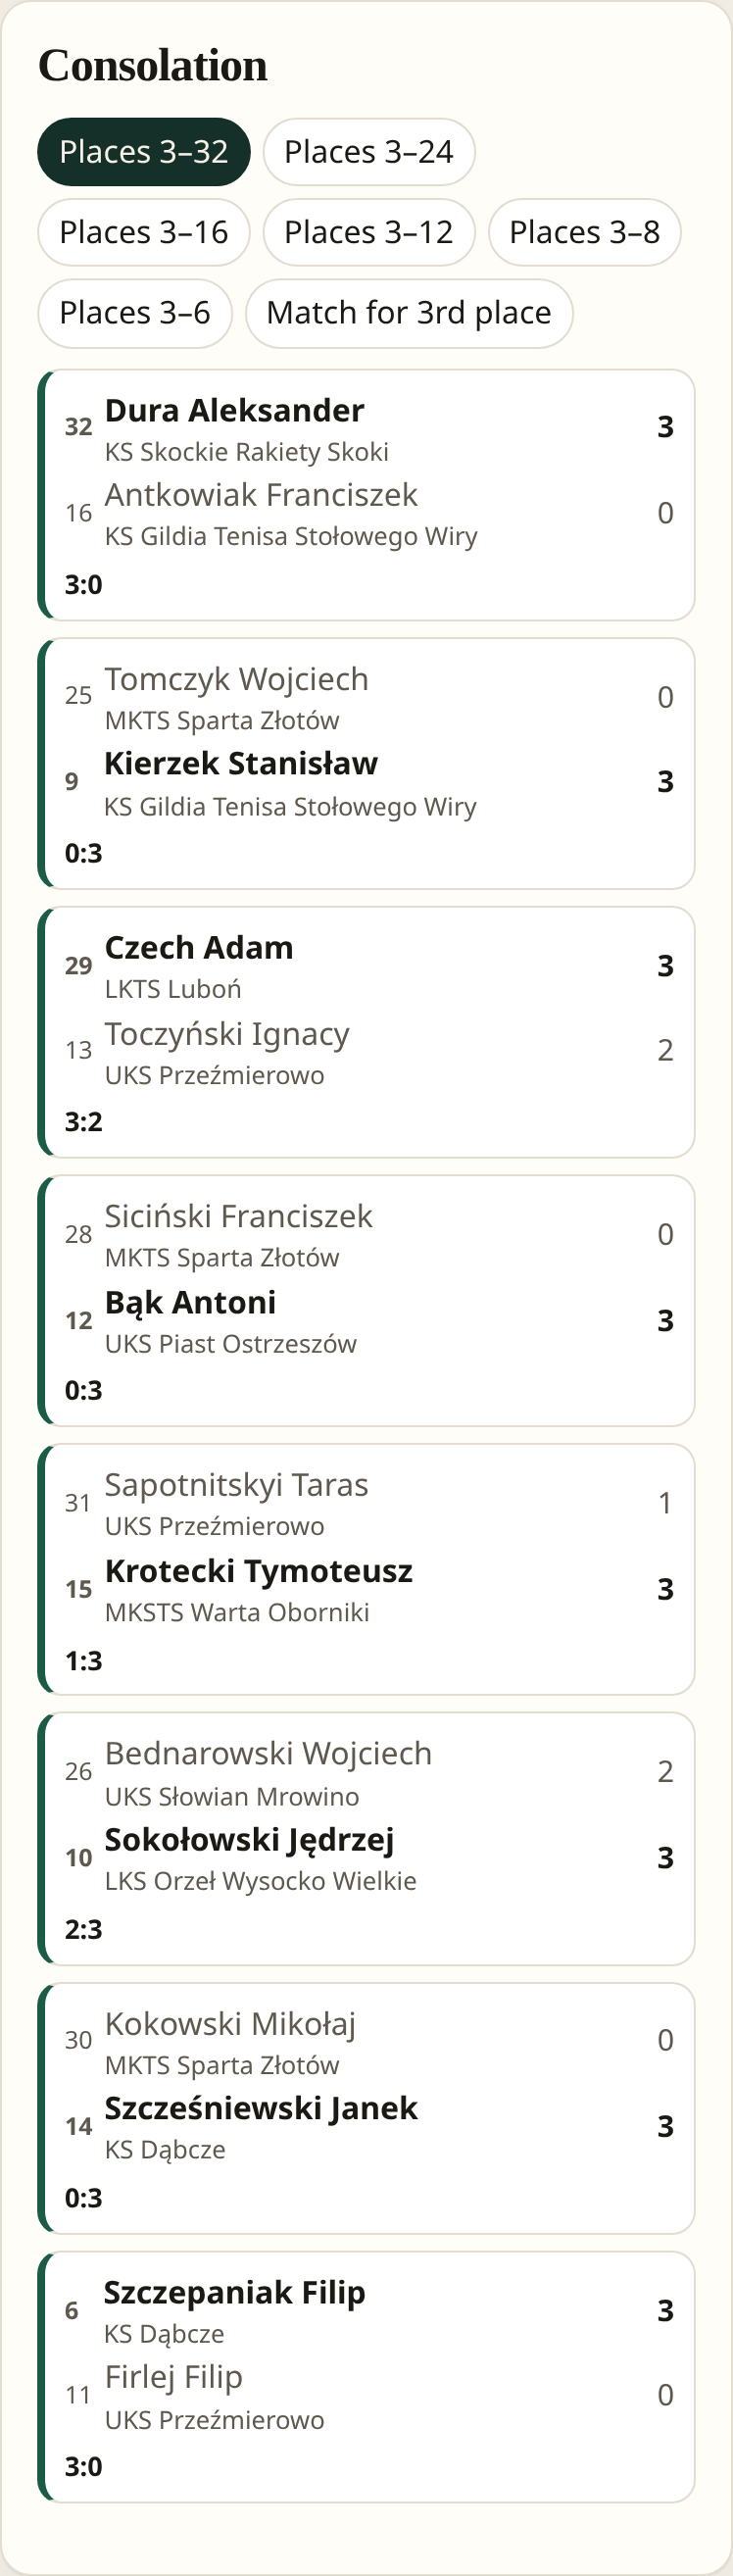 Consolation
Places 3–32 Places 3–24
Places 3–16 Places 3–12 Places 3–8
Places 3–6 Match for 3rd place
32 Dura Aleksander 3
KS Skockie Rakiety Skoki
16 Antkowiak Franciszek 0
KS Gildia Tenisa Stołowego Wiry
3:0
25 Tomczyk Wojciech 0
MKTS Sparta Złotów
9 Kierzek Stanisław 3
KS Gildia Tenisa Stołowego Wiry
0:3
29 Czech Adam 3
LKTS Luboń
13 Toczyński Ignacy 2
UKS Przeźmierowo
3:2
28 Siciński Franciszek 0
MKTS Sparta Złotów
12 Bąk Antoni 3
UKS Piast Ostrzeszów
0:3
31 Sapotnitskyi Taras 1
UKS Przeźmierowo
15 Krotecki Tymoteusz 3
MKSTS Warta Oborniki
1:3
26 Bednarowski Wojciech 2
UKS Słowian Mrowino
10 Sokołowski Jędrzej 3
LKS Orzeł Wysocko Wielkie
2:3
30 Kokowski Mikołaj 0
MKTS Sparta Złotów
14 Szcześniewski Janek 3
KS Dąbcze
0:3
6 Szczepaniak Filip 3
KS Dąbcze
11 Firlej Filip 0
UKS Przeźmierowo
3:0